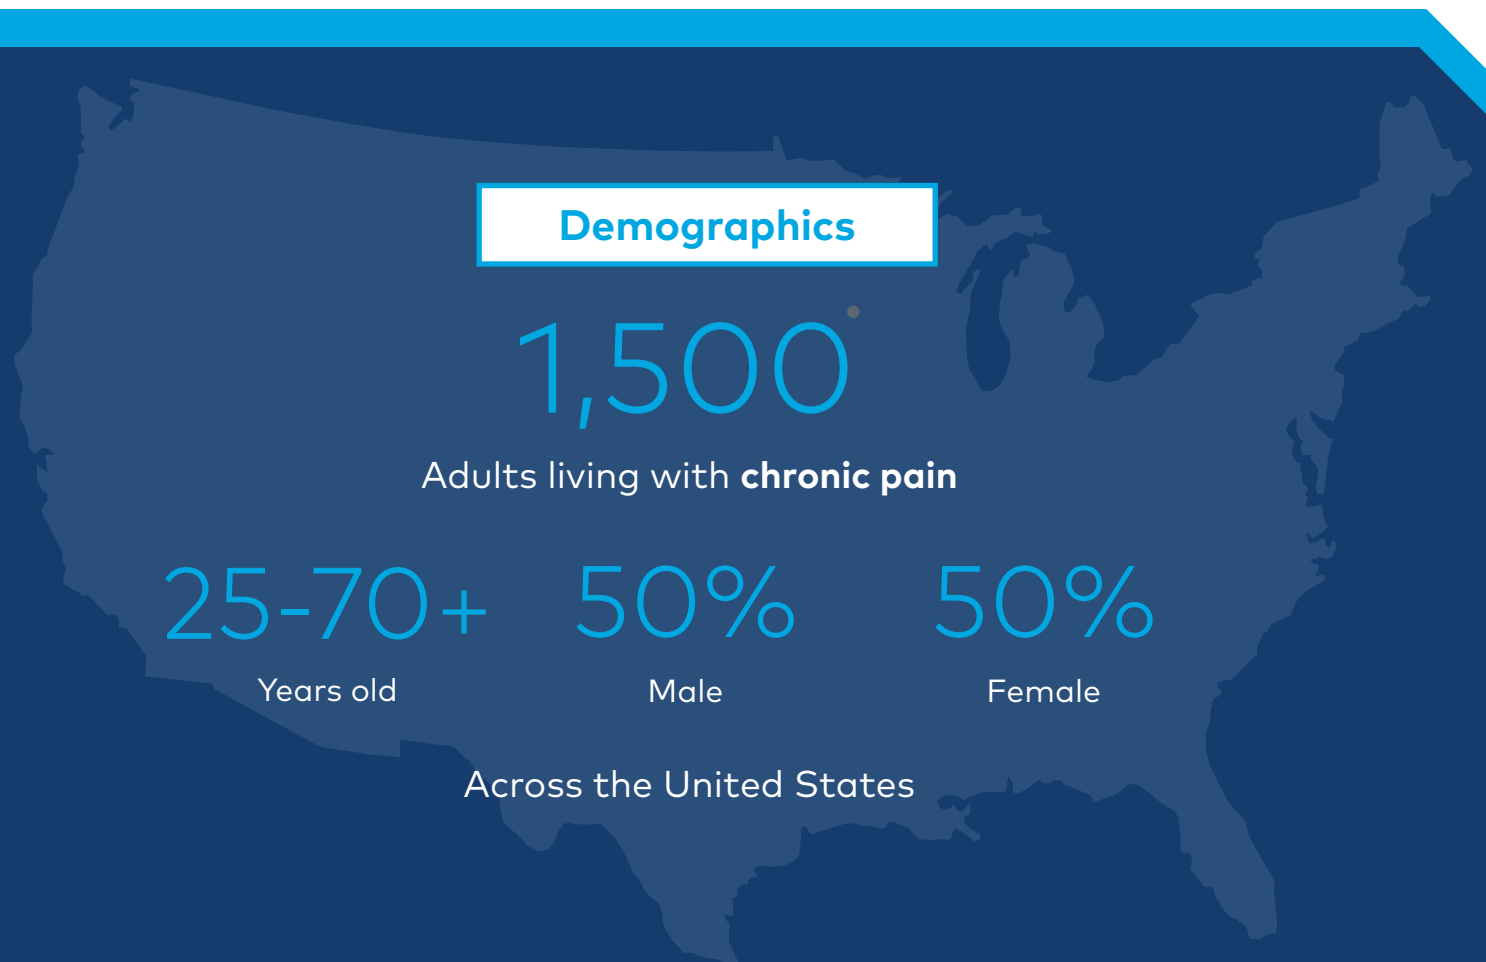 Demographics
1,500
Adults living with chronic pain
25-70+ 50% 50%
Years old Male Female
Across the United States